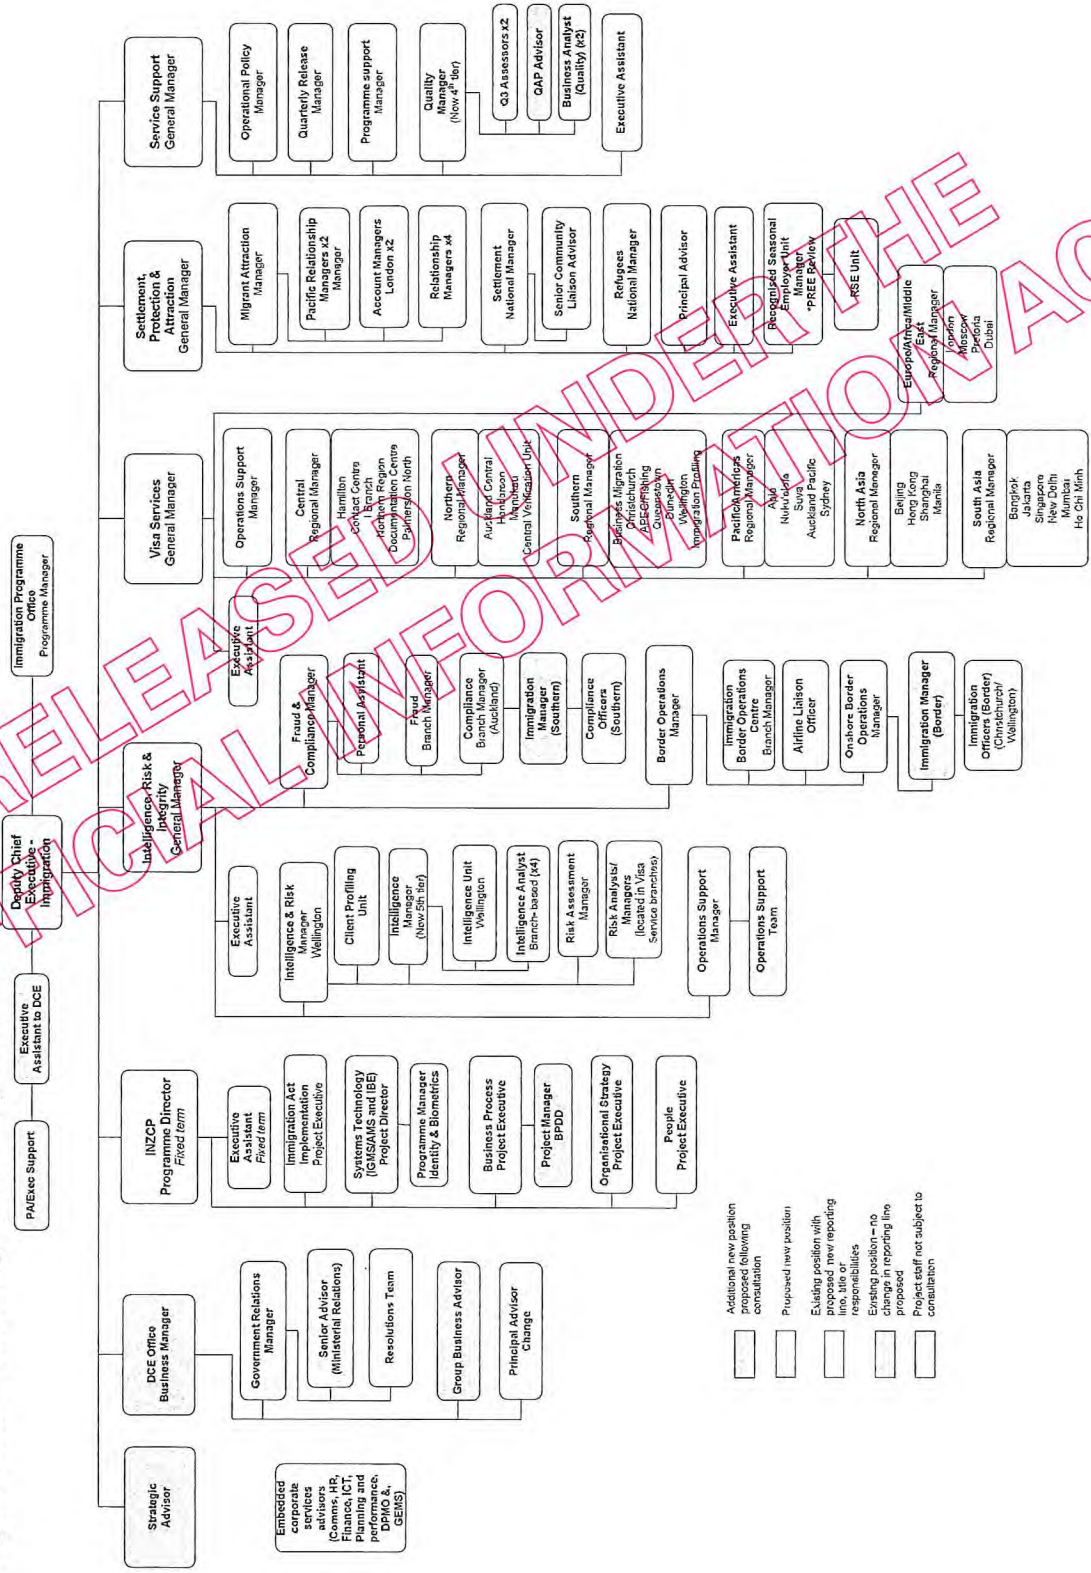 Immigration Programme
Office
Programme Manager
Deputy Chief
Executive -
Immigration
Executive
Assistant to DCE
PA/Exec Support
Strategic
Advisor
Embedded
corporate
services
advisors
(Comms, HR,
Finance, ICT,
Planning and
performance,
DPMO &,
GEMS)
DCE Office
Business Manager
Government Relations
Manager
Senior Advisor
(Ministerial Relations)
Resolutions Team
Group Business Advisor
Principal Advisor
Change
INZCP
Programme Director
Fixed term
Executive
Assistant
Fixed term
Immigration Act
Implementation
Project Executive
Systems Technology
(IGMS/AMS and IBE)
Project Director
Programme Manager
Identity & Biometrics
Business Process
Project Executive
Project Manager
BPDD
Organisational Strategy
Project Executive
People
Project Executive
Intelligence, Risk &
Integrity
General Manager
Executive
Assistant
Intelligence & Risk
Manager
Wellington
Client Profiling
Unit
Intelligence
Manager
(New 5th tier)
Intelligence Unit
Wellington
Intelligence Analyst
Branch- based (x4)
Risk Assessment
Manager
Risk Analysts/
Managers
(located in Visa
Service branches)
Operations Support
Manager
Operations Support
Team
Fraud &
Compliance Manager
Personal Assistant
Fraud
Branch Manager
Compliance
Branch Manager
(Auckland)
Immigration
Manager
(Southern)
Compliance
Officers
(Southern)
Border Operations
Manager
Immigration
Border Operations
Centre
Branch Manager
Airline Liaison
Officer
Onshore Border
Operations
Manager
Immigration Manager
(Border)
Immigration
Officers (Border)
(Christchurch/
Wellington)
Visa Services
General Manager
Executive
Assistant
Operations Support
Manager
Central
Regional Manager
Hamilton
Contact Centre
I Branch
Northern Region
Documentation Centre
Palmerston North
Northern
Regional Manager
Auckland Central
Henderson
Manukau
Central Verification Unit
Southern
Regional Manager
Business Migration
Christchurch
APEC/Fishing
Queenstown
Dunedin
Wellington
Immigration Profiling
Pacific/Americas
Regional Manager
Apia
Nuku'alofa
Suva
Auckland Pacific
Sydney
North Asia
Regional Manager
Beijing
Hong Kong
Shanghai
Manila
South Asia
Regional Manager
Bangkok
Jakarta
Singapore
New Delhi
Mumbai
Ho Chi Minh
Europe/Africa/Middle
East
Regional Manager
London
Moscow
Pretoria
Dubai
Settlement,
Protection &
Attraction
General Manager
Migrant Attraction
Manager
Pacific Relationship
Managers x2
Manager
Account Managers
London x2
Relationship
Managers x4
Settlement
National Manager
Senior Community
Liaison Advisor
Refugees
National Manager
Principal Advisor
Executive Assistant
Recognised Seasonal
Employer Unit
Manager
*PREE Review
RSE Unit
Service Support
General Manager
Operational Policy
Manager
Quarterly Release
Manager
Programme support
Manager
Quality
Manager
(Now 4th tier)
Q3 Assessors x2
QAP Advisor
Business Analyst
(Quality) (x2)
Executive Assistant
Additional new position
proposed following
consultation
Proposed new position
Existing position with
proposed new reporting
line, title or
responsibilities
Existing position – no
change in reporting line
proposed
Project staff not subject to
consultation
RELEASED UNDER THE
INFORMATION